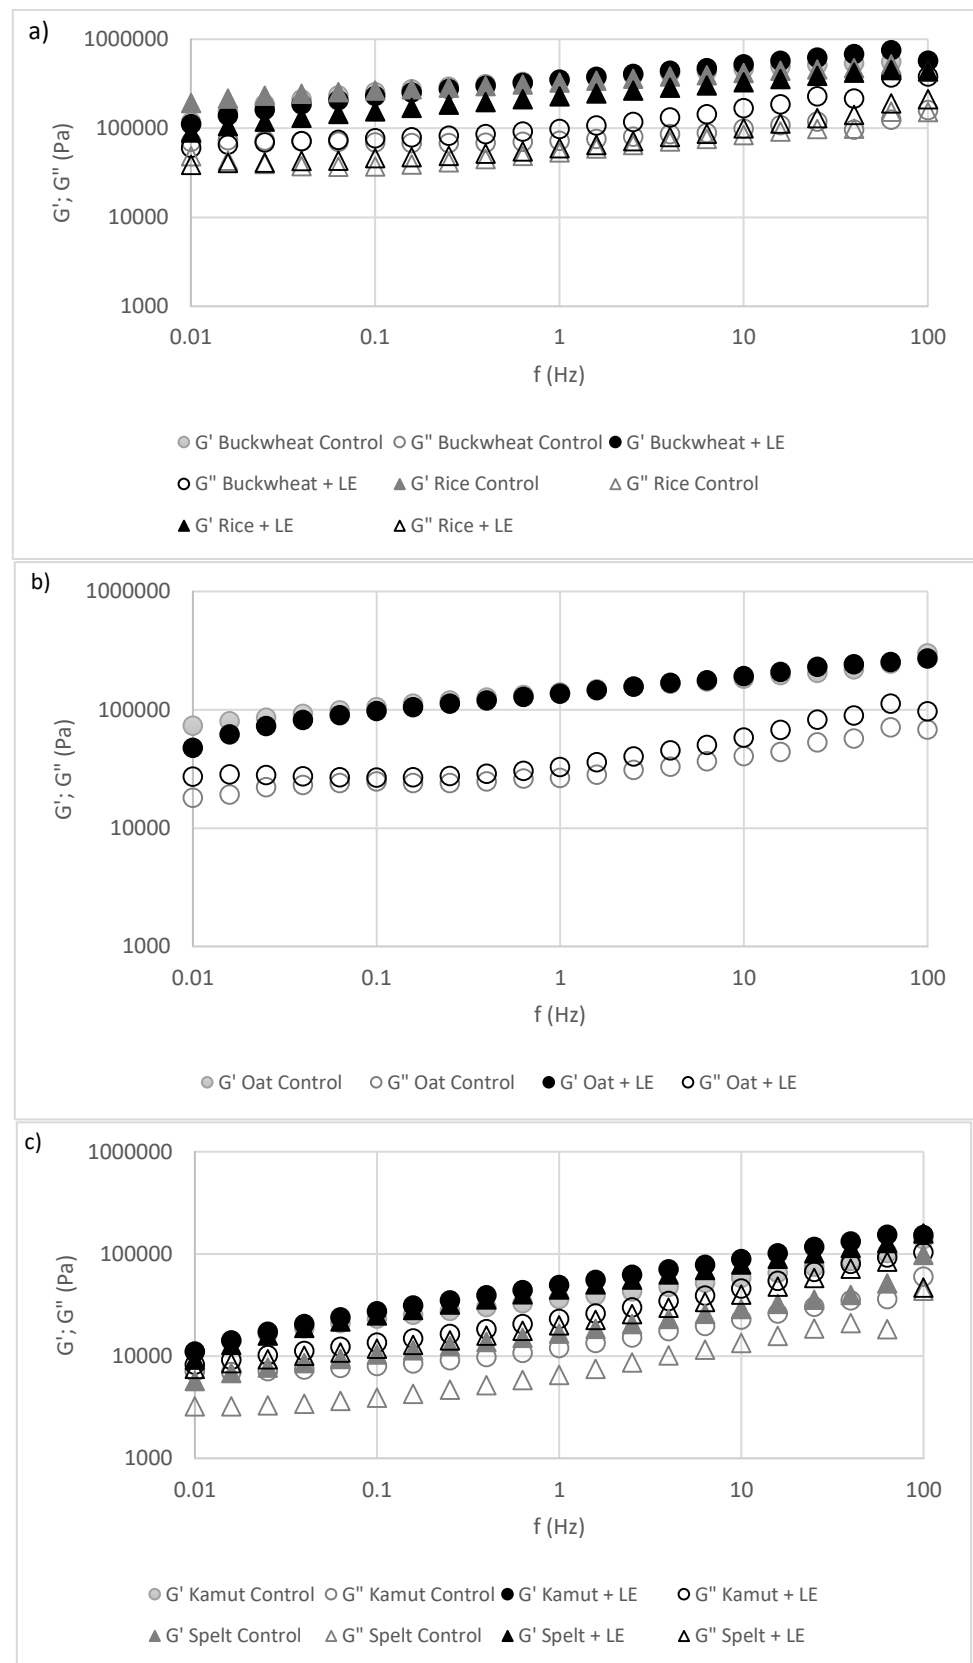 a)
1000000
100000
10000
1000
G'; G" (Pa)
0.01 0.1 1 10 100
f (Hz)
G' Buckwheat Control G" Buckwheat Control G' Buckwheat + LE
G" Buckwheat + LE G' Rice Control G" Rice Control
G' Rice + LE G" Rice + LE
b)
1000000
100000
10000
1000
G'; G" (Pa)
0.01 0.1 1 10 100
f (Hz)
G' Oat Control G" Oat Control G' Oat + LE G" Oat + LE
c)
1000000
100000
10000
1000
G'; G" (Pa)
0.01 0.1 1 10 100
f (Hz)
G' Kamut Control G" Kamut Control G' Kamut + LE G" Kamut + LE
G' Spelt Control G" Spelt Control G' Spelt + LE G" Spelt + LE